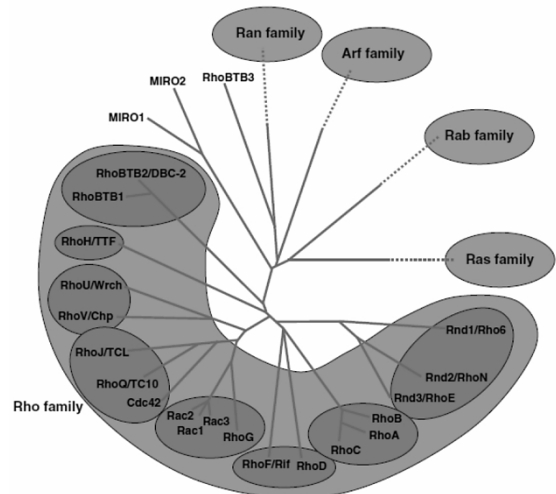 Ran family
Arf family
MIRO2
RhoBTB3
MIRO1
Rab family
RhoBTB2/DBC-2
RhoBTB1
RhoH/TTF
Ras family
RhoU/Wrch
RhoV/Chp
Rnd1/Rho6
RhoJ/TCL
RhoQ/TC10
Rnd2/RhoN
Cdc42
Rnd3/RhoE
Rho family
Rac2
Rac3
Rac1
RhoG
RhoB
RhoA
RhoC
RhoF/Rif
RhoD